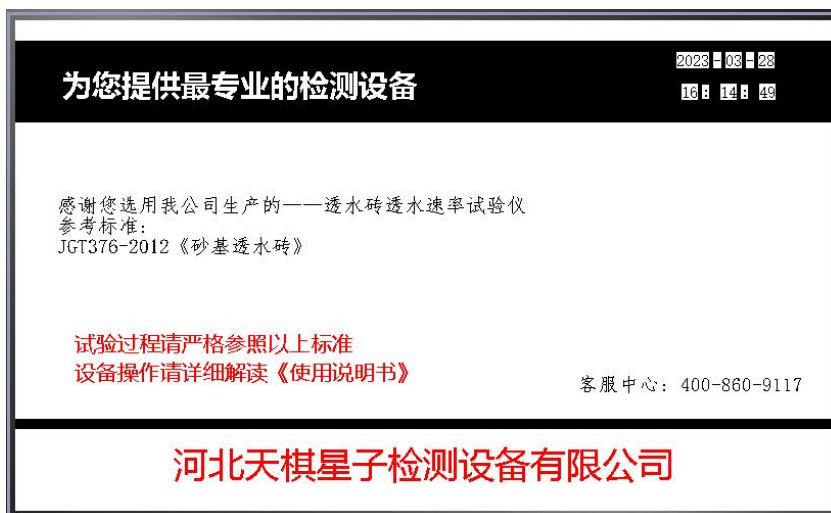 为您提供最专业的检测设备
2023-03-28
16: 14: 49
感谢您选用我公司生产的——透水砖透水速率试验仪
参考标准:
JGT376-2012《砂基透水砖》
试验过程请严格参照以上标准
设备操作请详细解读《使用说明书》
客服中心: 400-860-9117
河北天棋星子检测设备有限公司